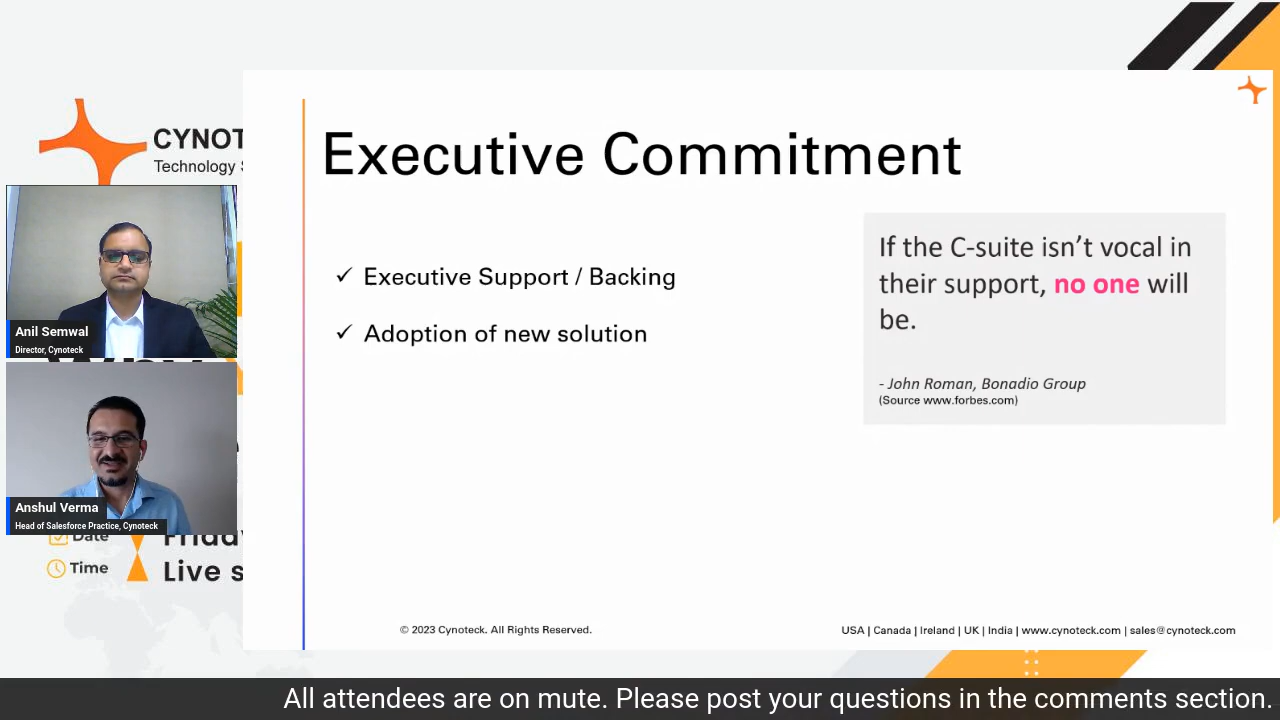 CYNOT
Technology S
Executive Commitment
✓ Executive Support / Backing
✓ Adoption of new solution
If the C-suite isn’t vocal in
their support, no one will
be.
- John Roman, Bonadio Group
(Source www.forbes.com)
Anil Semwal
Director, Cynoteck
Anshul Verma
Head of Salesforce Practice, Cynoteck
Date
Friday
Time
Live s
© 2023 Cynoteck. All Rights Reserved.
USA | Canada | Ireland | UK | India | www.cynoteck.com | sales@cynoteck.com
All attendees are on mute. Please post your questions in the comments section.